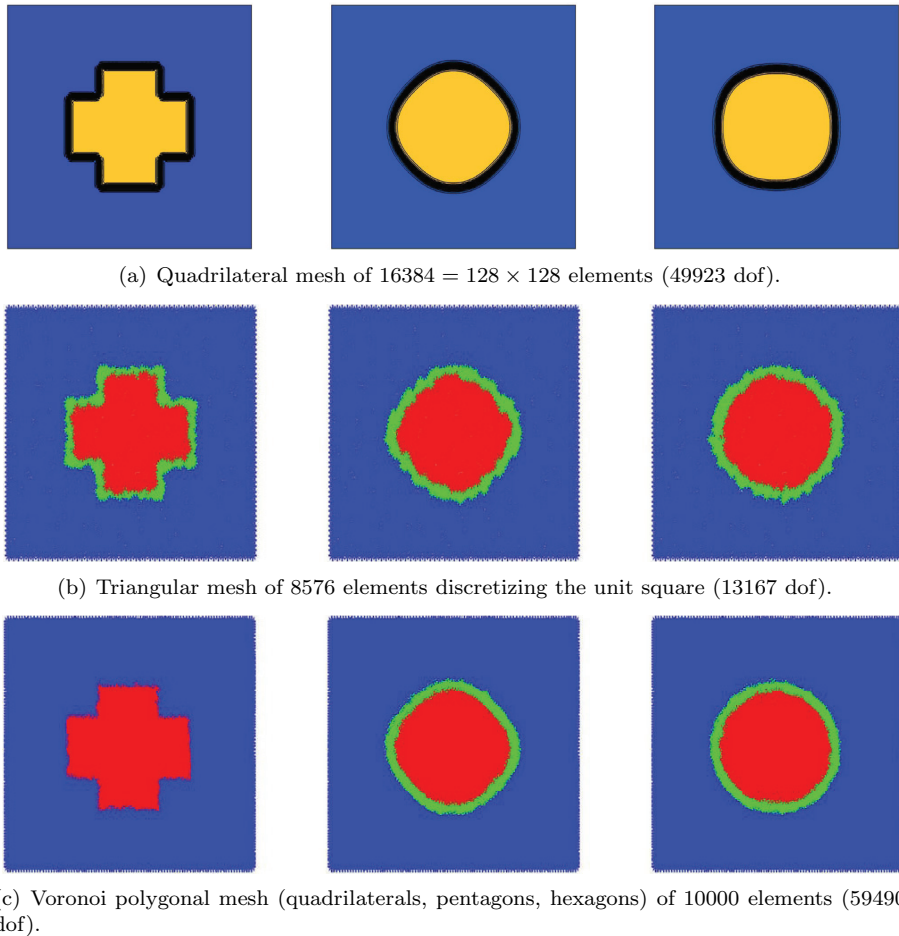 (a) Quadrilateral mesh of 16384 = 128 × 128 elements (49923 dof).
(b) Triangular mesh of 8576 elements discretizing the unit square (13167 dof).
(c) Voronoi polygonal mesh (quadrilaterals, pentagons, hexagons) of 10000 elements (59490
dof).